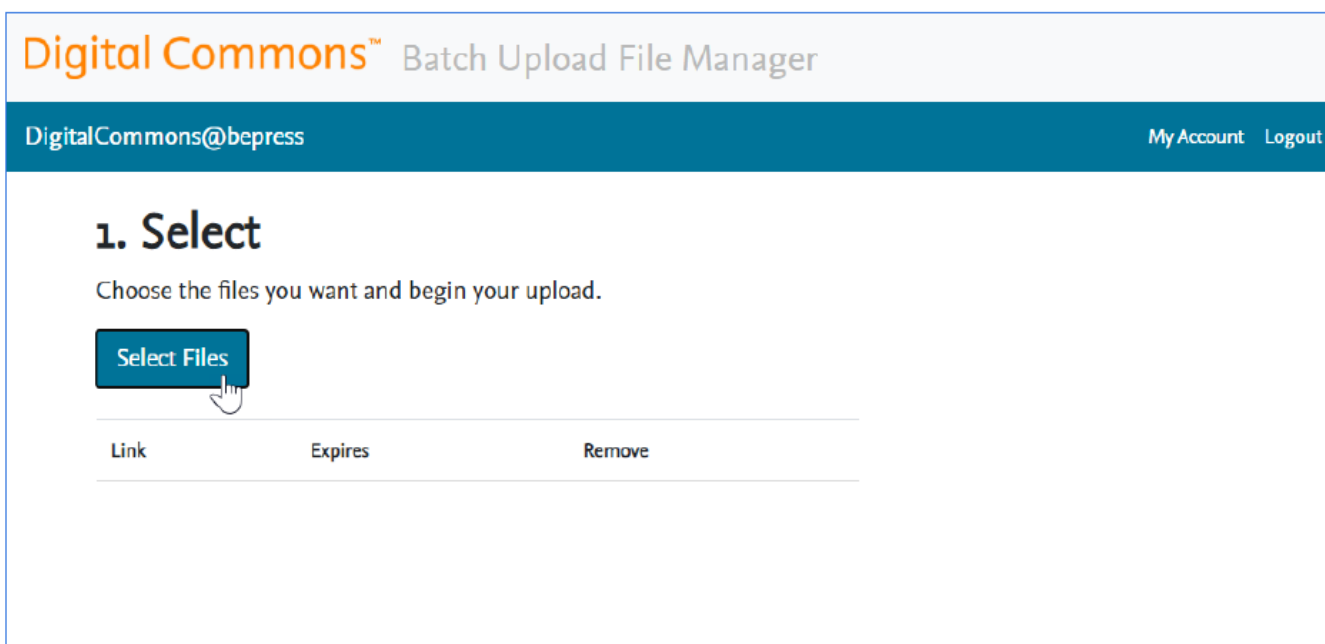 Digital Commons™ Batch Upload File Manager
DigitalCommons@bepress My Account Logout
1. Select
Choose the files you want and begin your upload.
Select Files
Link Expires Remove